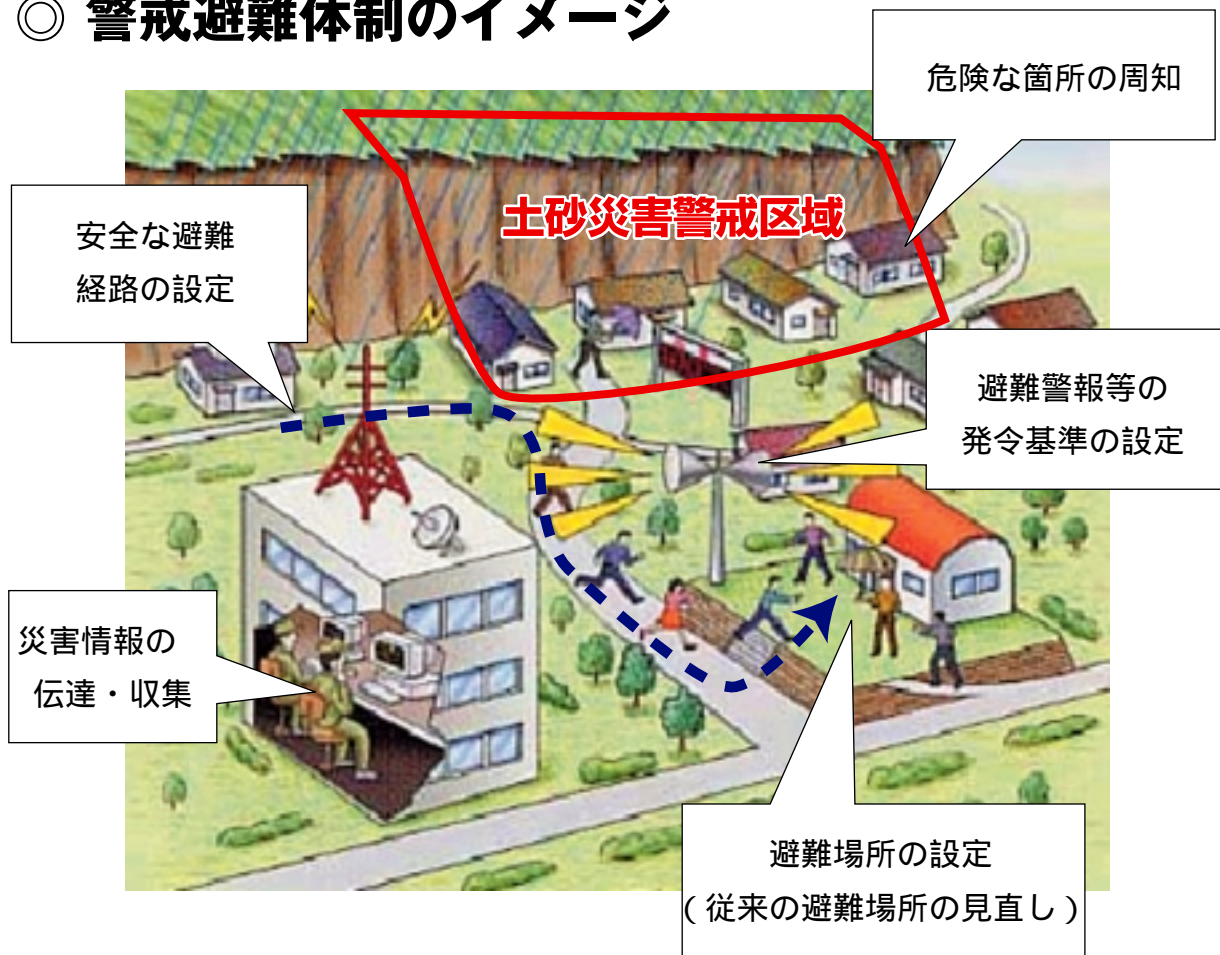 ◎ 警戒避難体制のイメージ
危険な箇所の周知
土砂災害警戒区域
安全な避難
経路の設定
避難警報等の
発令基準の設定
災害情報の
伝達・収集
避難場所の設定
(従来の避難場所の見直し)